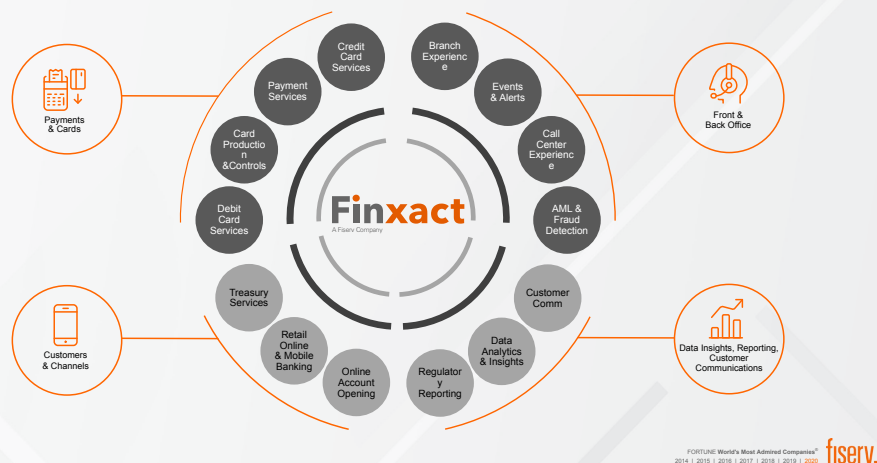 Credit
Card
Services
Branch
Experienc
e
Payment
Services
Events
& Alerts
Payments
& Cards
Front &
Back Office
Card
Productio
n
&Controls
Call
Center
Experienc
e
Debit
Card
Services
Finxact
A Fiserv Company
AML &
Fraud
Detection
Treasury
Services
Customer
Comm
Retail
Online
& Mobile
Banking
Data
Analytics
& Insights
Customers
& Channels
Data Insights, Reporting,
Customer
Communications
Online
Account
Opening
Regulator
y
Reporting
FORTUNE World's Most Admired Companies®
2014 | 2015 | 2016 | 2017 | 2018 | 2019 | 2020
fiserv.